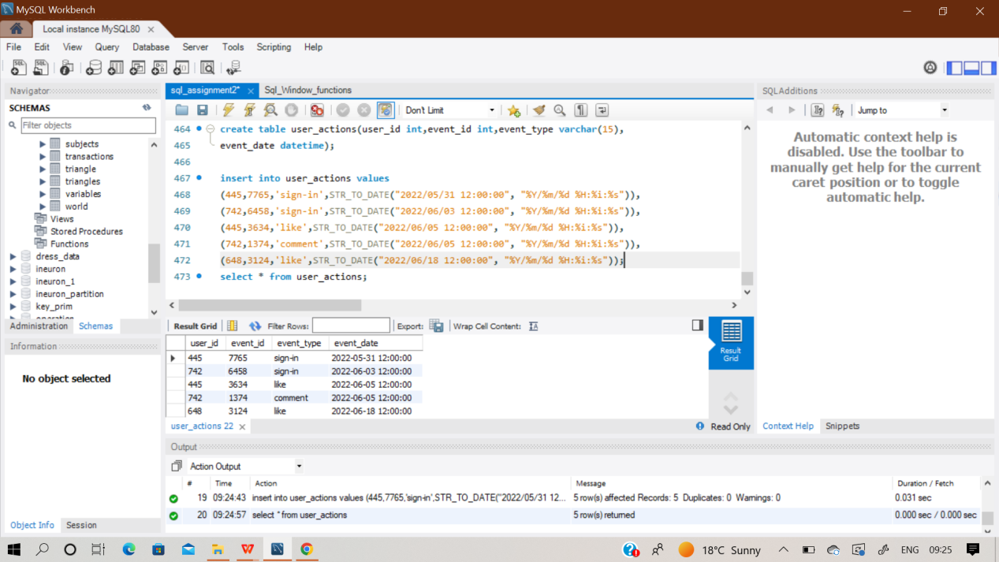 MySQL Workbench
Local instance MySQL80
File Edit View Query Database Server Tools Scripting Help
Navigator
SCHEMAS
Filter objects
subjects
transactions
triangle
triangles
variables
world
Views
Stored Procedures
Functions
dress_data
ineuron
ineuron_1
ineuron_partition
key_prim
operation
Administration Schemas
Information
No object selected
Object Info Session
sql_assignment2* Sql_Window_functions
Don't Limit
464 create table user_actions(user_id int,event_id int,event_type varchar(15),
465 event_date datetime);
466
467 insert into user_actions values
468 (445,7765,'sign-in',STR_TO_DATE("2022/05/31 12:00:00", "%Y/%m/%d %H:%i:%s")),
469 (742,6458,'sign-in',STR_TO_DATE("2022/06/03 12:00:00", "%Y/%m/%d %H:%i:%s")),
470 (445,3634,'like',STR_TO_DATE("2022/06/05 12:00:00", "%Y/%m/%d %H:%i:%s")),
471 (742,1374,'comment',STR_TO_DATE("2022/06/05 12:00:00", "%Y/%m/%d %H:%i:%s")),
472 (648,3124,'like',STR_TO_DATE("2022/06/18 12:00:00", "%Y/%m/%d %H:%i:%s"));
473 select * from user_actions;
Result Grid Filter Rows: Export: Wrap Cell Content:
user_id event_id event_type event_date
445 7765 sign-in 2022-05-31 12:00:00
742 6458 sign-in 2022-06-03 12:00:00
445 3634 like 2022-06-05 12:00:00
742 1374 comment 2022-06-05 12:00:00
648 3124 like 2022-06-18 12:00:00
Result
Grid
user_actions 22
Read Only
SQLAdditions
Jump to
Automatic context help is
disabled. Use the toolbar to
manually get help for the current
caret position or to toggle
automatic help.
Context Help Snippets
Output
Action Output
# Time Action Message Duration / Fetch
19 09:24:43 insert into user_actions values (445,7765,'sign-in',STR_TO_DATE("2022/05/31 12... 5 row(s) affected Records: 5 Duplicates: 0 Warnings: 0 0.031 sec
20 09:24:57 select * from user_actions 5 row(s) returned 0.000 sec / 0.000 sec
18°C Sunny ENG 09:25